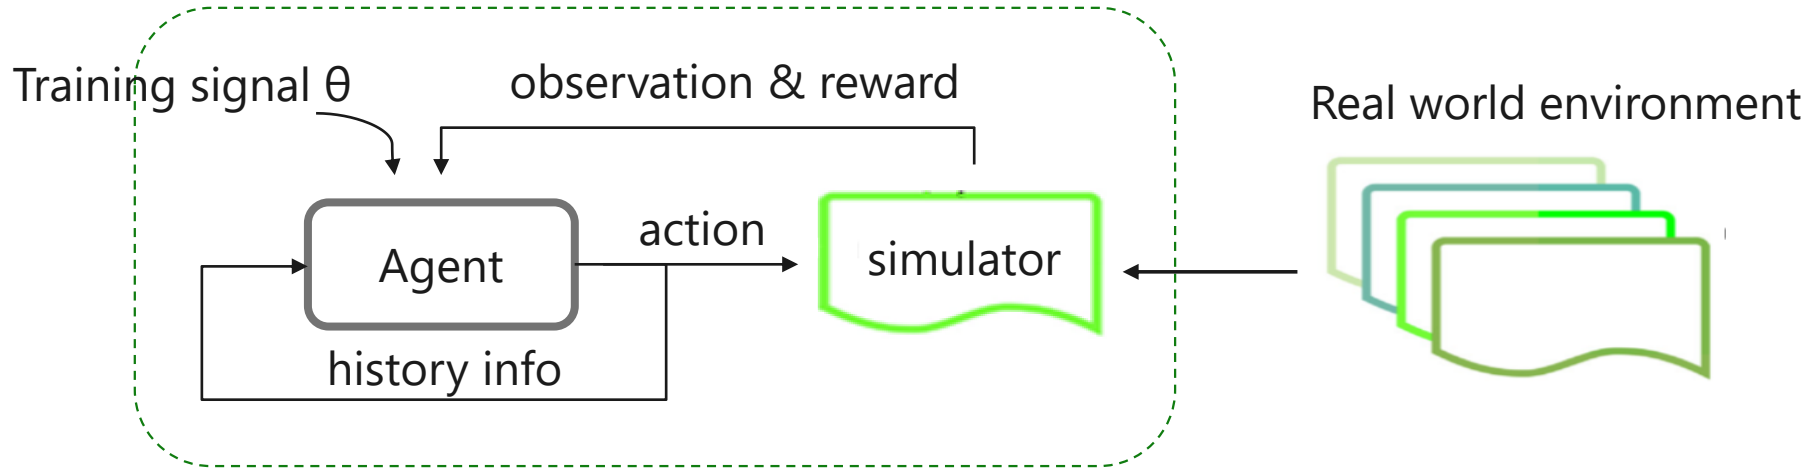 Training signal θ
observation & reward
Real world environment
action
Agent
simulator
history info